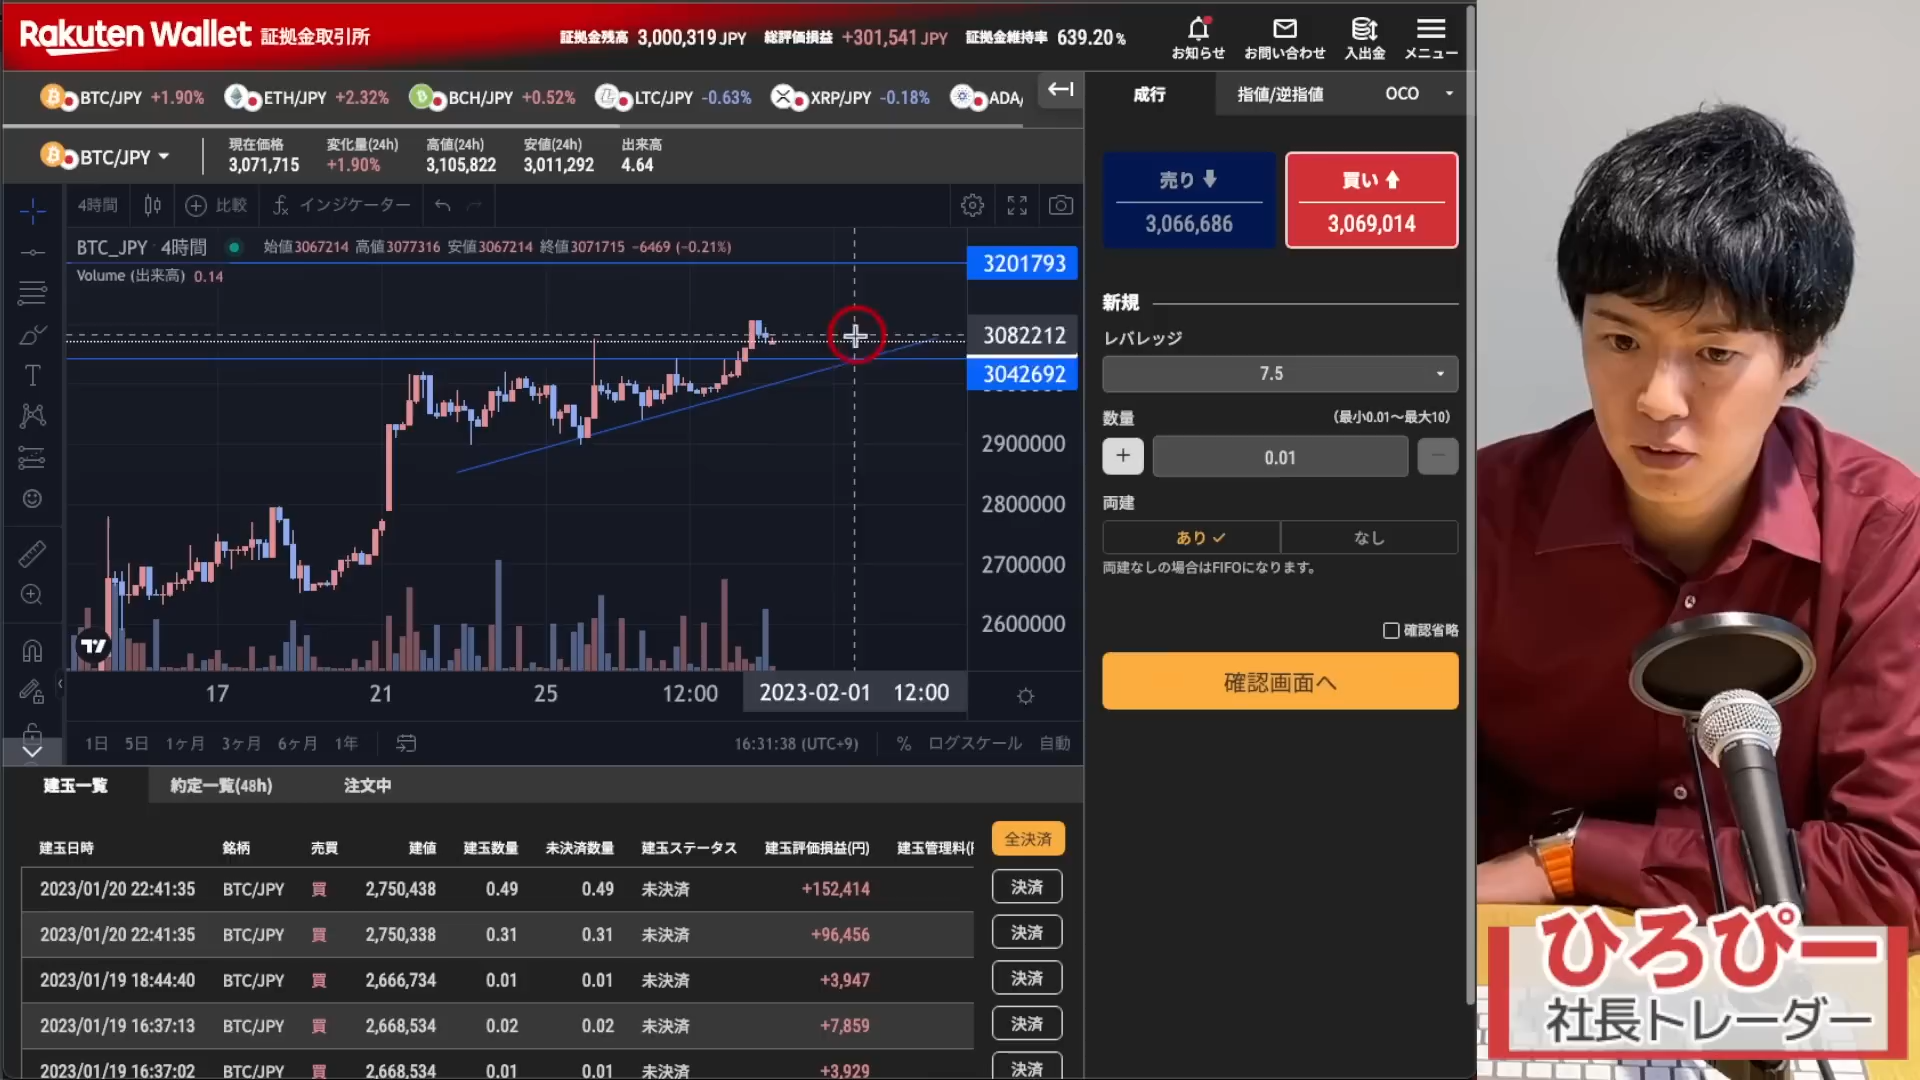 Rakuten Wallet 証拠金取引所
証拠金残高 3,000,319 JPY 総評価損益 +301,541 JPY 証拠金維持率 639.20 %
お知らせ お問い合わせ 入出金 メニュー
BTC/JPY +1.90% ETH/JPY +2.32% BCH/JPY +0.52% LTC/JPY -0.63% XRP/JPY -0.18% ADA/
成行 指値/逆指値 OCO
BTC/JPY
現在価格 変化量(24h) 高値(24h) 安値(24h) 出来高
3,071,715 +1.90% 3,105,822 3,011,292 4.64
売り 買い
3,066,686 3,069,014
4時間 比較 インジケーター
BTC_JPY · 4時間 始値3067214 高値3077316 安値3067214 終値3071715 −6469 (−0.21%)
Volume (出来高) 0.14
3201793
3082212
3042692
2900000
2800000
2700000
2600000
17 21 25 12:00 2023-02-01 12:00
1日 5日 1ヶ月 3ヶ月 6ヶ月 1年 16:31:38 (UTC+9) % ログスケール 自動
新規
レバレッジ
7.5
数量 (最小0.01〜最大10)
+ 0.01 −
両建
あり なし
両建なしの場合はFIFOになります。
確認省略
確認画面へ
建玉一覧 約定一覧(48h) 注文中
全決済
建玉日時 銘柄 売買 建値 建玉数量 未決済数量 建玉ステータス 建玉評価損益(円) 建玉管理料(
2023/01/20 22:41:35 BTC/JPY 買 2,750,438 0.49 0.49 未決済 +152,414 決済
2023/01/20 22:41:35 BTC/JPY 買 2,750,338 0.31 0.31 未決済 +96,456 決済
2023/01/19 18:44:40 BTC/JPY 買 2,666,734 0.01 0.01 未決済 +3,947 決済
2023/01/19 16:37:13 BTC/JPY 買 2,668,534 0.02 0.02 未決済 +7,859 決済
2023/01/19 16:37:02 BTC/JPY 買 2,668,534 0.01 0.01 未決済 +3,929 決済
ひろぴー
社長トレーダー